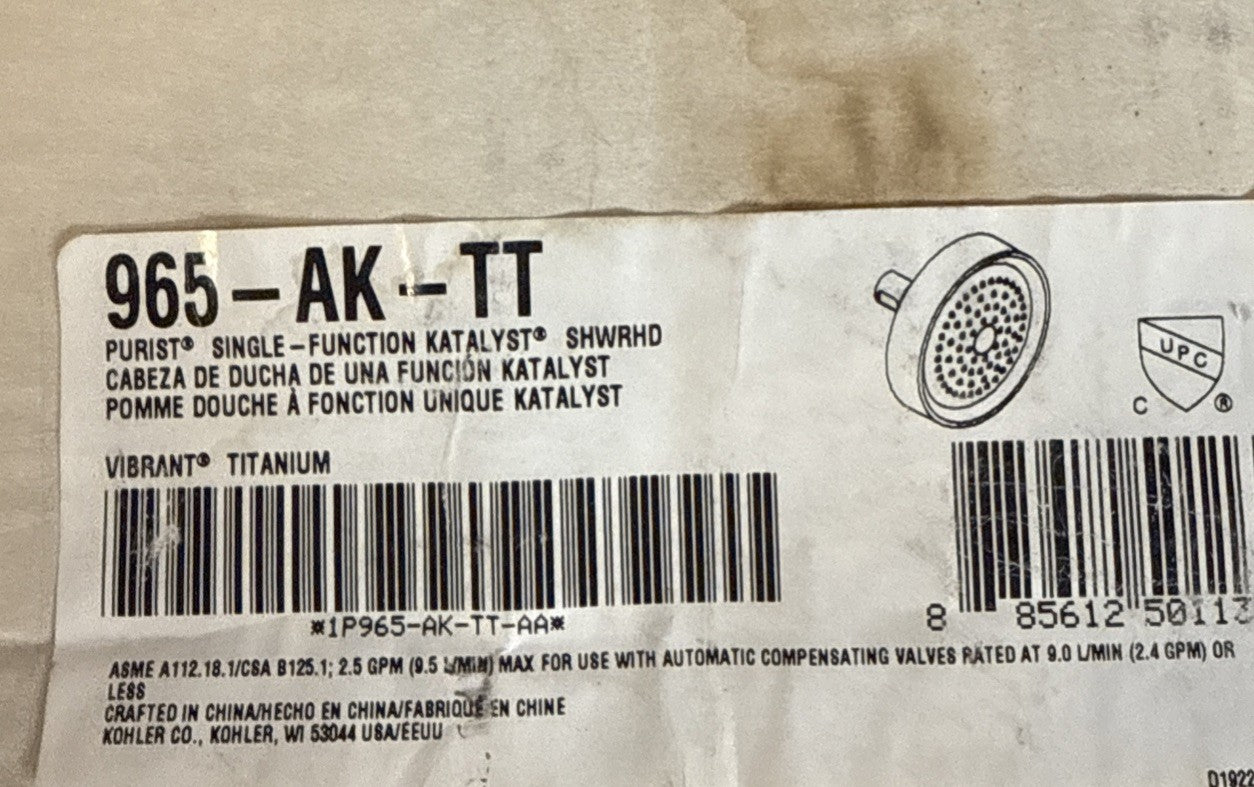 965-AK-TT
PURIST® SINGLE-FUNCTION KATALYST® SHWRHD
CABEZA DE DUCHA DE UNA FUNCIÓN KATALYST
POMME DOUCHE À FONCTION UNIQUE KATALYST
VIBRANT® TITANIUM
*1P965-AK-TT-AA*
UPC
C ®
8 85612 50113
ASME A112.18.1/CSA B125.1; 2.5 GPM (9.5 L/MIN) MAX FOR USE WITH AUTOMATIC COMPENSATING VALVES RATED AT 9.0 L/MIN (2.4 GPM) OR
LESS
CRAFTED IN CHINA/HECHO EN CHINA/FABRIQUÉ EN CHINE
KOHLER CO., KOHLER, WI 53044 USA/EEUU
D1922